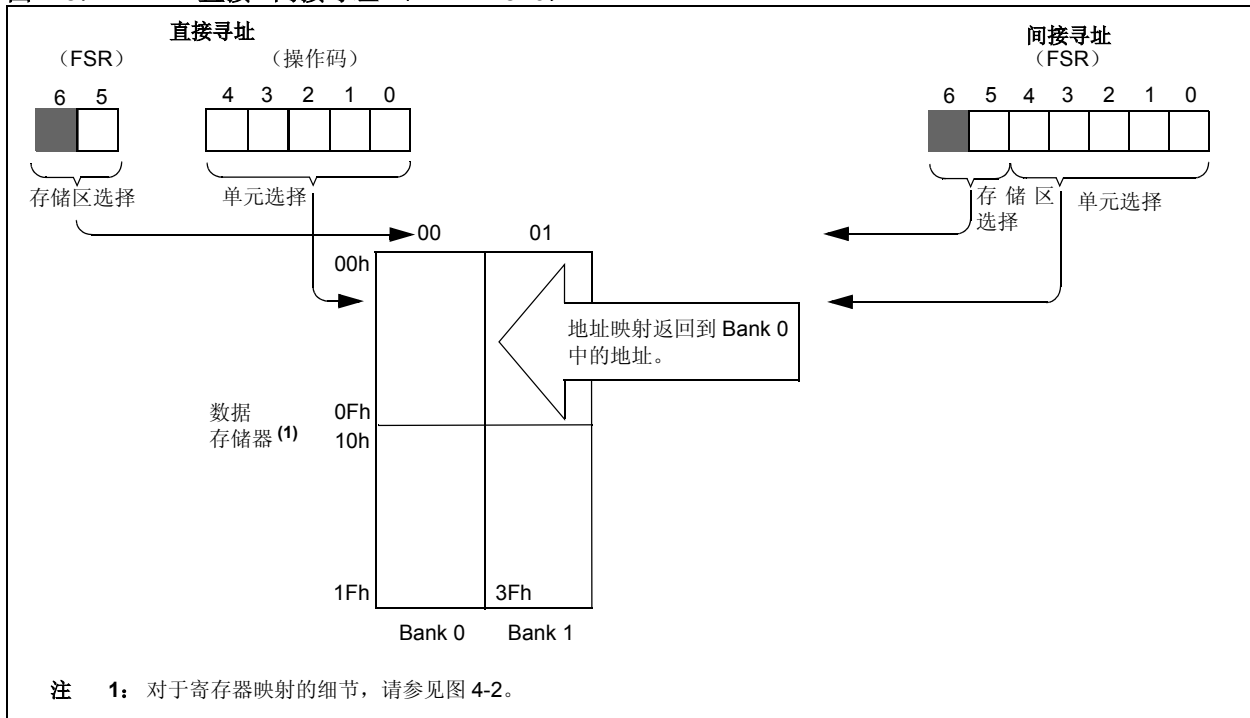 直接寻址
(FSR)
(操作码)
6 5
4 3 2 1 0
存储区选择
单元选择
间接寻址
(FSR)
6 5 4 3 2 1 0
存 储 区
选择
单元选择
00 01
00h
地址映射返回到 Bank 0
中的地址。
数据
存储器 (1)
0Fh
10h
1Fh
3Fh
Bank 0 Bank 1
注 1: 对于寄存器映射的细节,请参见图 4-2。